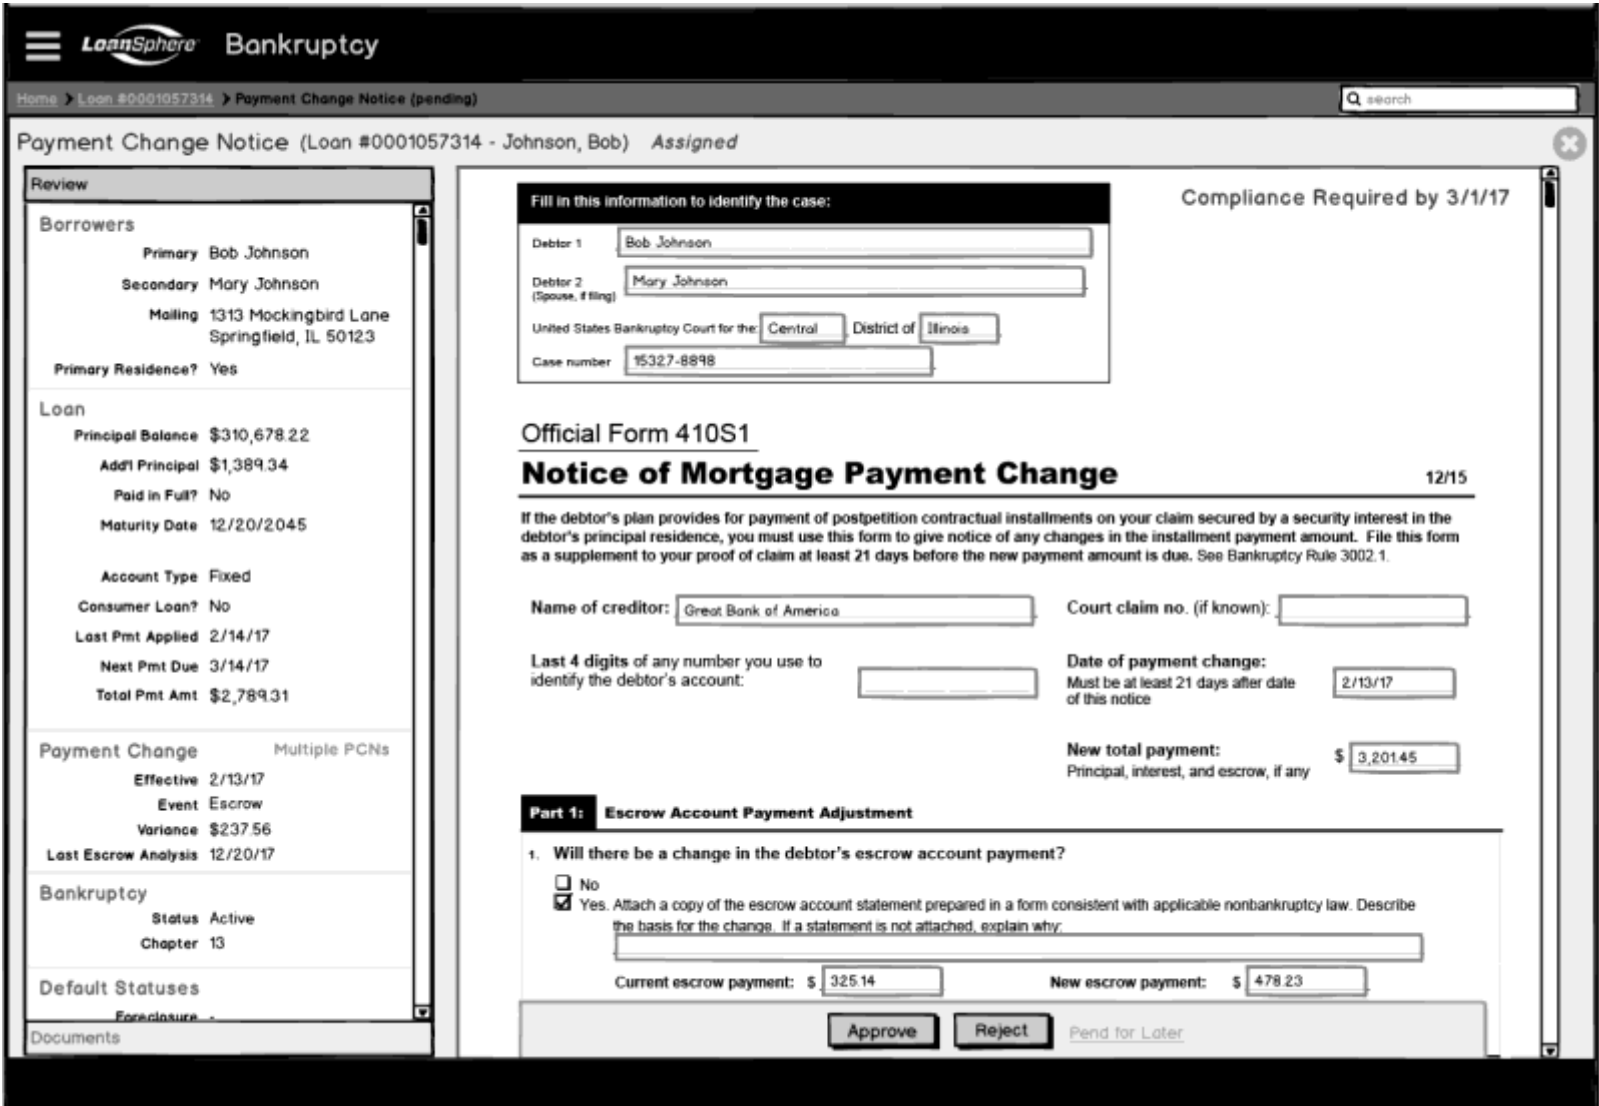 LoanSphere Bankruptcy
Home > Loan #0001057314 > Payment Change Notice (pending)
search
Payment Change Notice (Loan #0001057314 - Johnson, Bob) Assigned
Review
Borrowers
Primary Bob Johnson
Secondary Mary Johnson
Mailing 1313 Mockingbird Lane
Springfield, IL 50123
Primary Residence? Yes
Loan
Principal Balance $310,678.22
Add'l Principal $1,389.34
Paid in Full? No
Maturity Date 12/20/2045
Account Type Fixed
Consumer Loan? No
Last Pmt Applied 2/14/17
Next Pmt Due 3/14/17
Total Pmt Amt $2,789.31
Payment Change Multiple PCNs
Effective 2/13/17
Event Escrow
Variance $237.56
Last Escrow Analysis 12/20/17
Bankruptcy
Status Active
Chapter 13
Default Statuses
Foreclosure -
Documents
Fill in this information to identify the case:
Compliance Required by 3/1/17
Debtor 1 Bob Johnson
Debtor 2 Mary Johnson
(Spouse, if filing)
United States Bankruptcy Court for the: Central District of Illinois
Case number 15327-8898
Official Form 410S1
Notice of Mortgage Payment Change 12/15
If the debtor's plan provides for payment of postpetition contractual installments on your claim secured by a security interest in the
debtor's principal residence, you must use this form to give notice of any changes in the installment payment amount. File this form
as a supplement to your proof of claim at least 21 days before the new payment amount is due. See Bankruptcy Rule 3002.1.
Name of creditor: Great Bank of America
Court claim no. (if known):
Last 4 digits of any number you use to
identify the debtor's account:
Date of payment change:
Must be at least 21 days after date
of this notice
2/13/17
New total payment:
Principal, interest, and escrow, if any
$ 3,201.45
Part 1: Escrow Account Payment Adjustment
1. Will there be a change in the debtor's escrow account payment?
No
Yes. Attach a copy of the escrow account statement prepared in a form consistent with applicable nonbankruptcy law. Describe
the basis for the change. If a statement is not attached, explain why:
Current escrow payment: $ 325.14 New escrow payment: $ 478.23
Approve Reject Pend for Later